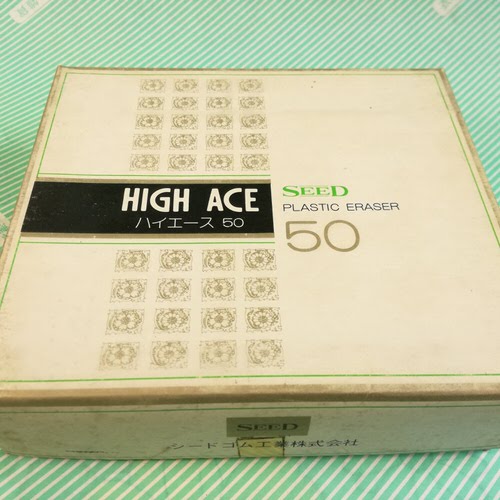 HIGH ACE
ハイエース 50
SEED
PLASTIC ERASER
50
SEED
シードゴム工業株式会社